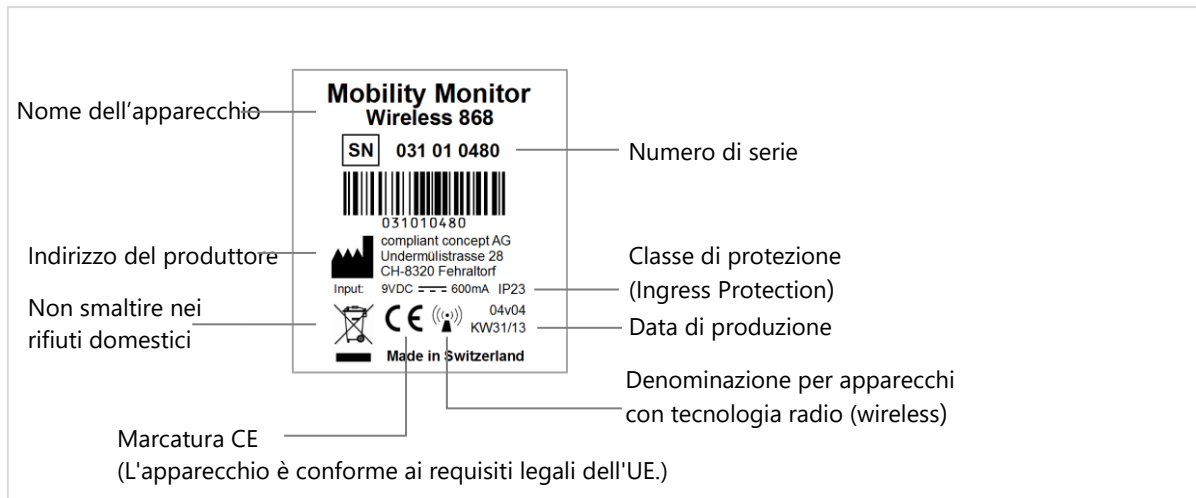 Mobility Monitor
Wireless 868
Nome dell'apparecchio
SN 031 01 0480
Numero di serie
031010480
compliant concept AG
Undermülistrasse 28
CH-8320 Fehraltorf
Indirizzo del produttore
Classe di protezione
(Ingress Protection)
Input: 9VDC 600mA IP23
Non smaltire nei
rifiuti domestici
04v04
KW31/13
Data di produzione
CE
Made in Switzerland
Denominazione per apparecchi
con tecnologia radio (wireless)
Marcatura CE
(L'apparecchio è conforme ai requisiti legali dell'UE.)